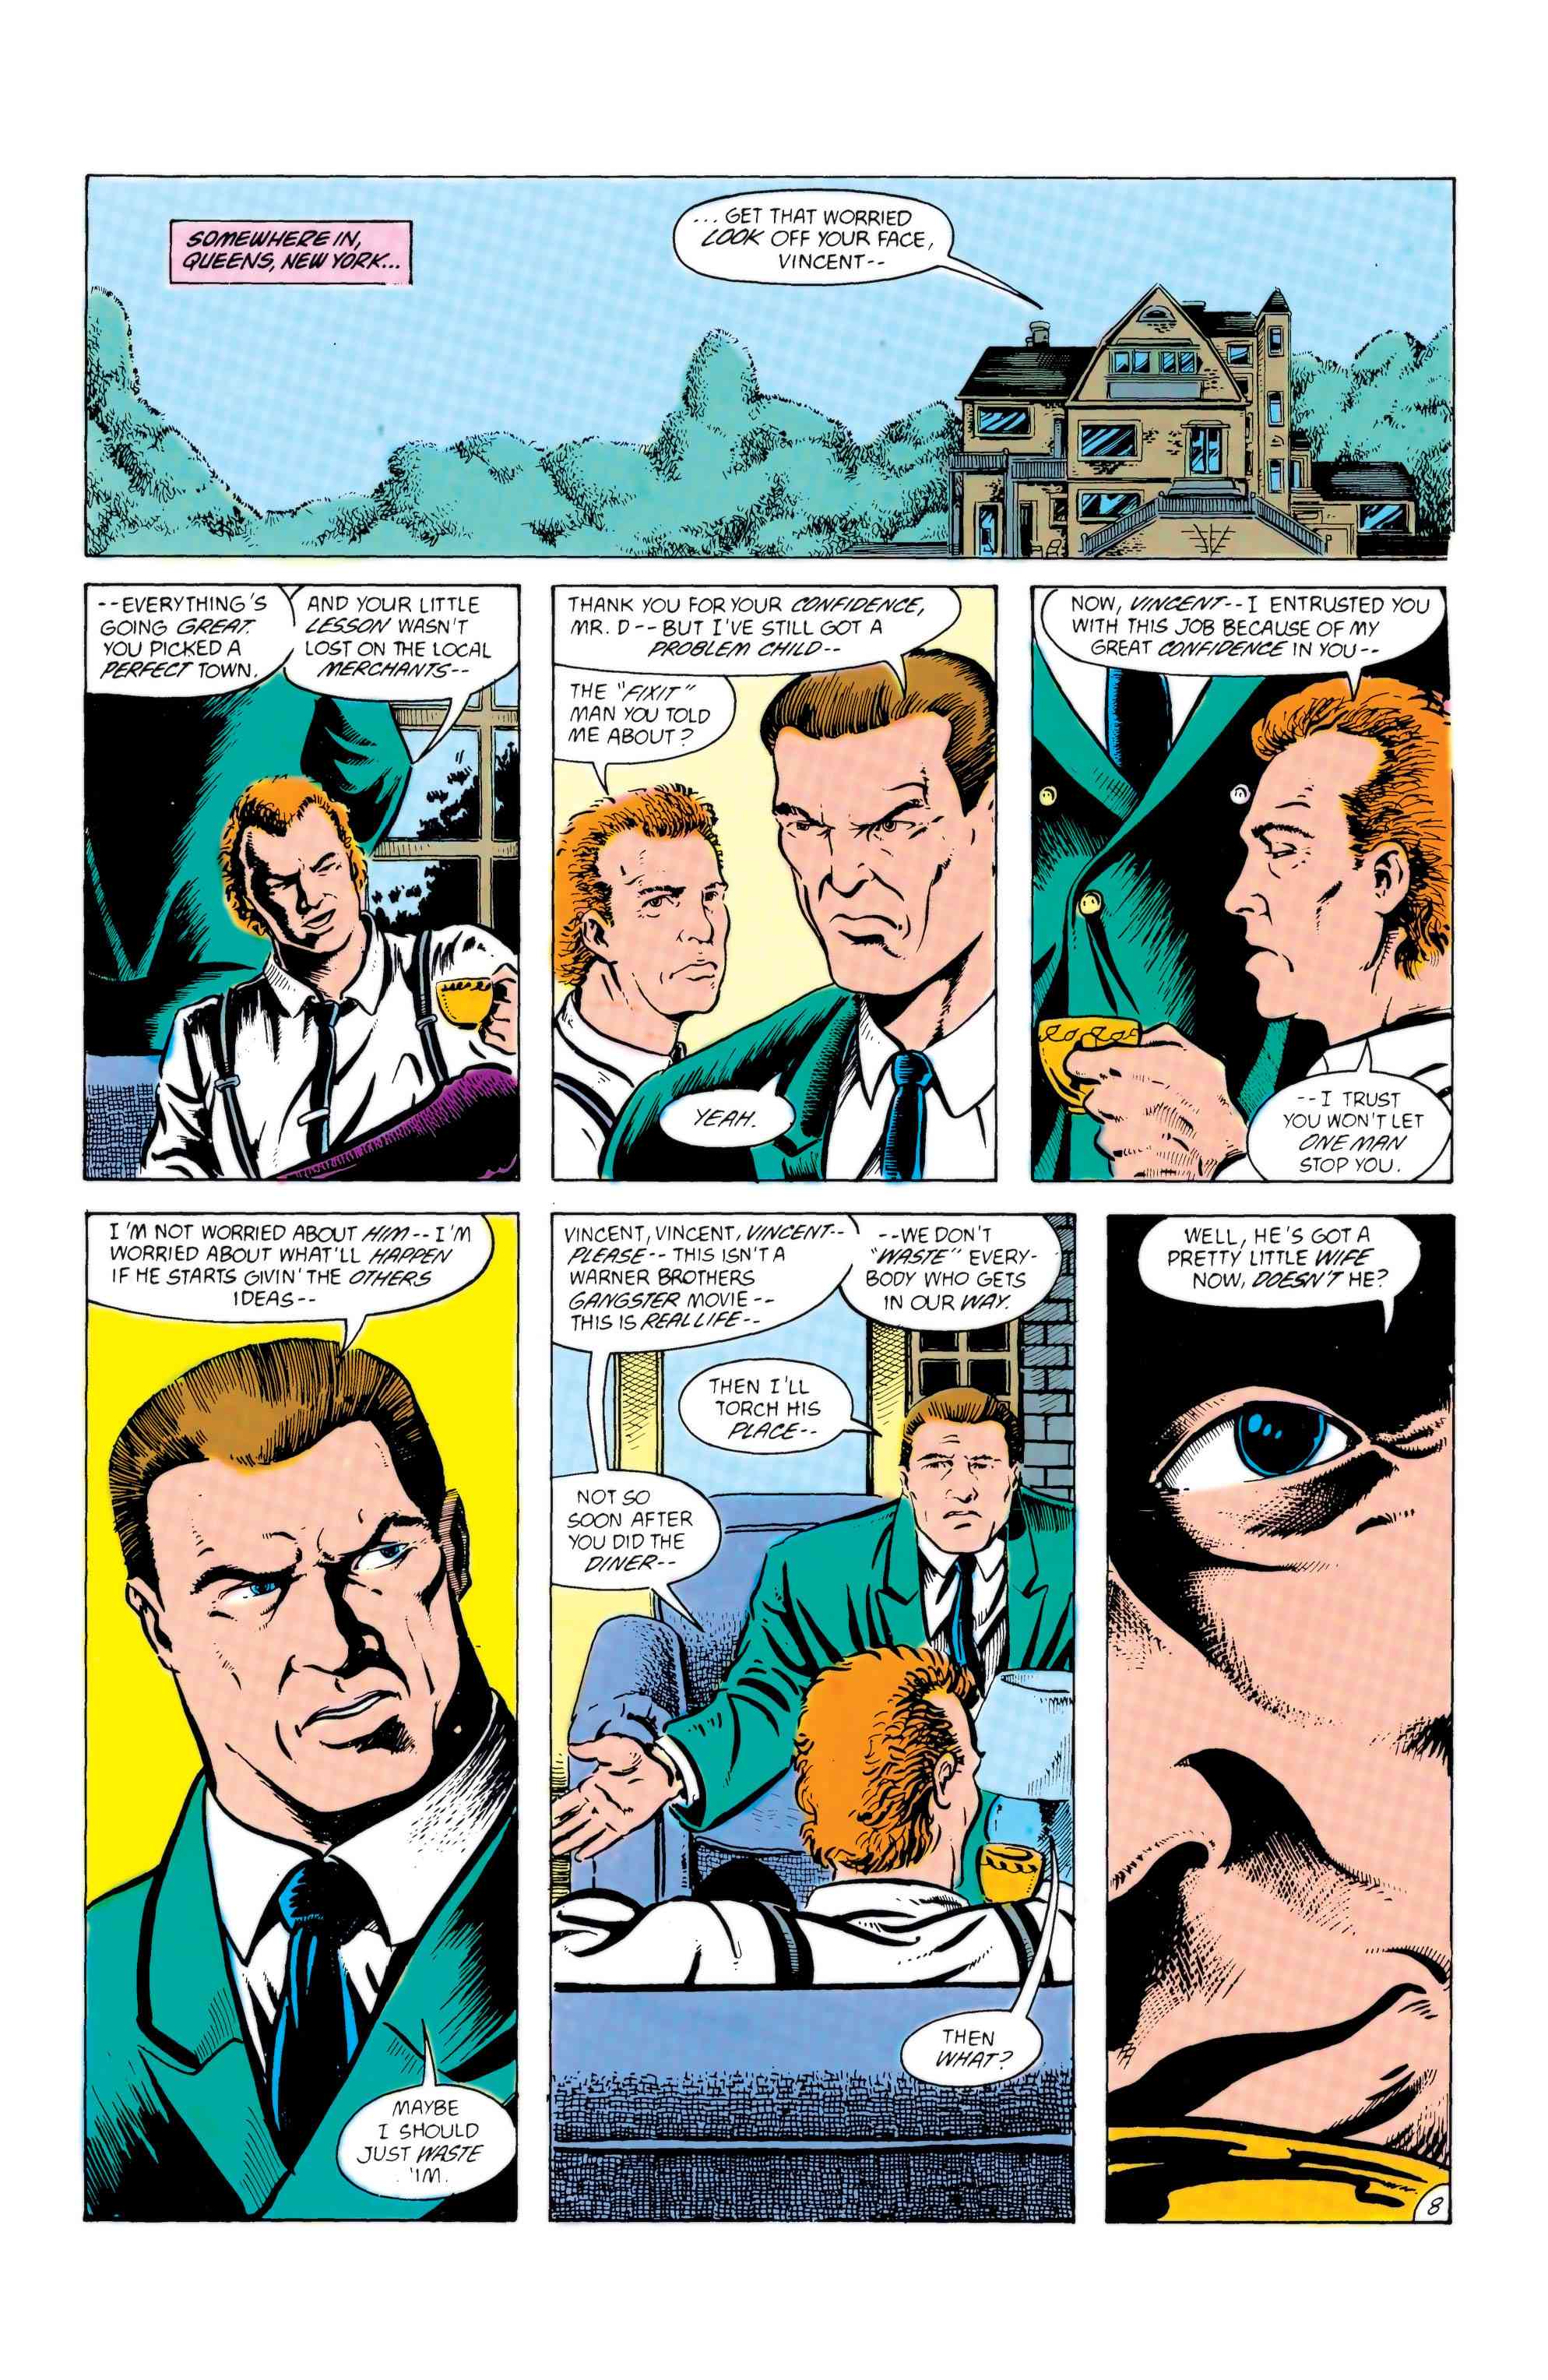 SOMEWHERE IN,
QUEENS, NEW YORK...
...GET THAT WORRIED
LOOK OFF YOUR FACE,
VINCENT--
--EVERYTHING'S
GOING GREAT.
YOU PICKED A
PERFECT TOWN.
AND YOUR LITTLE
LESSON WASN'T
LOST ON THE LOCAL
MERCHANTS--
THANK YOU FOR YOUR CONFIDENCE,
MR. D-- BUT I'VE STILL GOT A
PROBLEM CHILD--
THE "FIXIT"
MAN YOU TOLD
ME ABOUT?
YEAH.
NOW, VINCENT-- I ENTRUSTED YOU
WITH THIS JOB BECAUSE OF MY
GREAT CONFIDENCE IN YOU--
--I TRUST
YOU WON'T LET
ONE MAN
STOP YOU.
I'M NOT WORRIED ABOUT HIM-- I'M
WORRIED ABOUT WHAT'LL HAPPEN
IF HE STARTS GIVIN' THE OTHERS
IDEAS--
MAYBE
I SHOULD
JUST WASTE
'IM.
VINCENT, VINCENT, VINCENT--
PLEASE-- THIS ISN'T A
WARNER BROTHERS
GANGSTER MOVIE--
THIS IS REAL LIFE--
--WE DON'T
"WASTE" EVERY-
BODY WHO GETS
IN OUR WAY.
THEN I'LL
TORCH HIS
PLACE--
NOT SO
SOON AFTER
YOU DID THE
DINER--
THEN
WHAT?
WELL, HE'S GOT A
PRETTY LITTLE WIFE
NOW, DOESN'T HE?
8